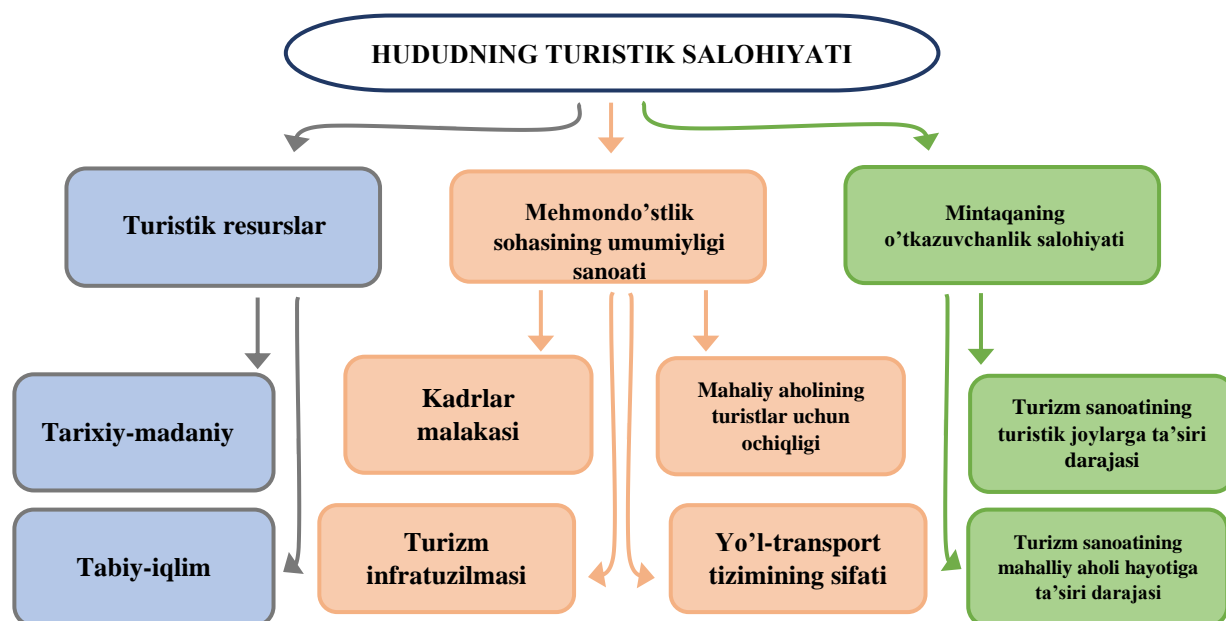 HUDUDNING TURISTIK SALOHIYATI
Turistik resurslar
Mehmondo’stlik
sohasining umumiyligi
sanoati
Mintaqaning
o’tkazuvchanlik salohiyati
Kadrlar
malakasi
Mahaliy aholining
turistlar uchun
ochiqligi
Tarixiy-madaniy
Turizm sanoatining
turistik joylarga ta’siri
darajasi
Tabiy-iqlim
Turizm
infratuzilmasi
Yo’l-transport
tizimining sifati
Turizm sanoatining
mahalliy aholi hayotiga
ta’siri darajasi